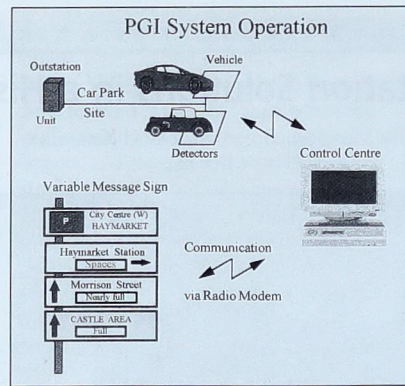 PGI System Operation
Outstation
Unit
Car Park
Site
Vehicle
Detectors
Control Centre
Variable Message Sign
P
City Centre (W)
HAYMARKET
Haymarket Station
Spaces
Morrison Street
Nearly full
CASTLE AREA
Full
Communication
via Radio Modem